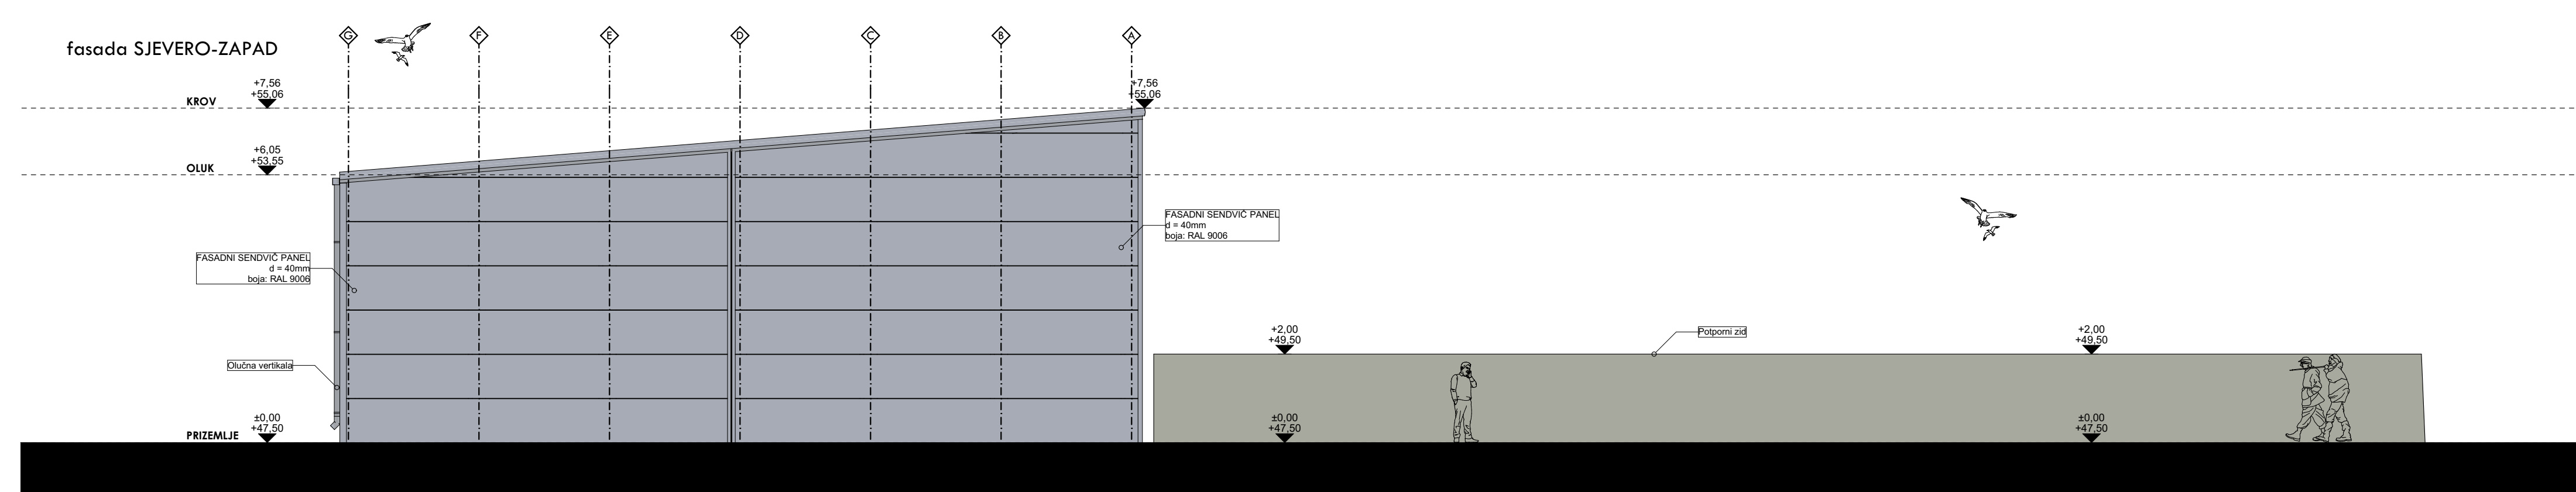 fasada SJEVERO-ZAPAD
G
F
E
D
C
B
A
KROV
+7,56
+55,06
+7,56
+55,06
OLUK
+6,05
+53,55
FASADNI SENDVIČ PANEL
d = 40mm
boja: RAL 9006
FASADNI SENDVIČ PANEL
d = 40mm
boja: RAL 9006
+2,00
+49,50
Potporni zid
+2,00
+49,50
Olučna vertikala
PRIZEMLJE
±0,00
+47,50
±0,00
+47,50
±0,00
+47,50